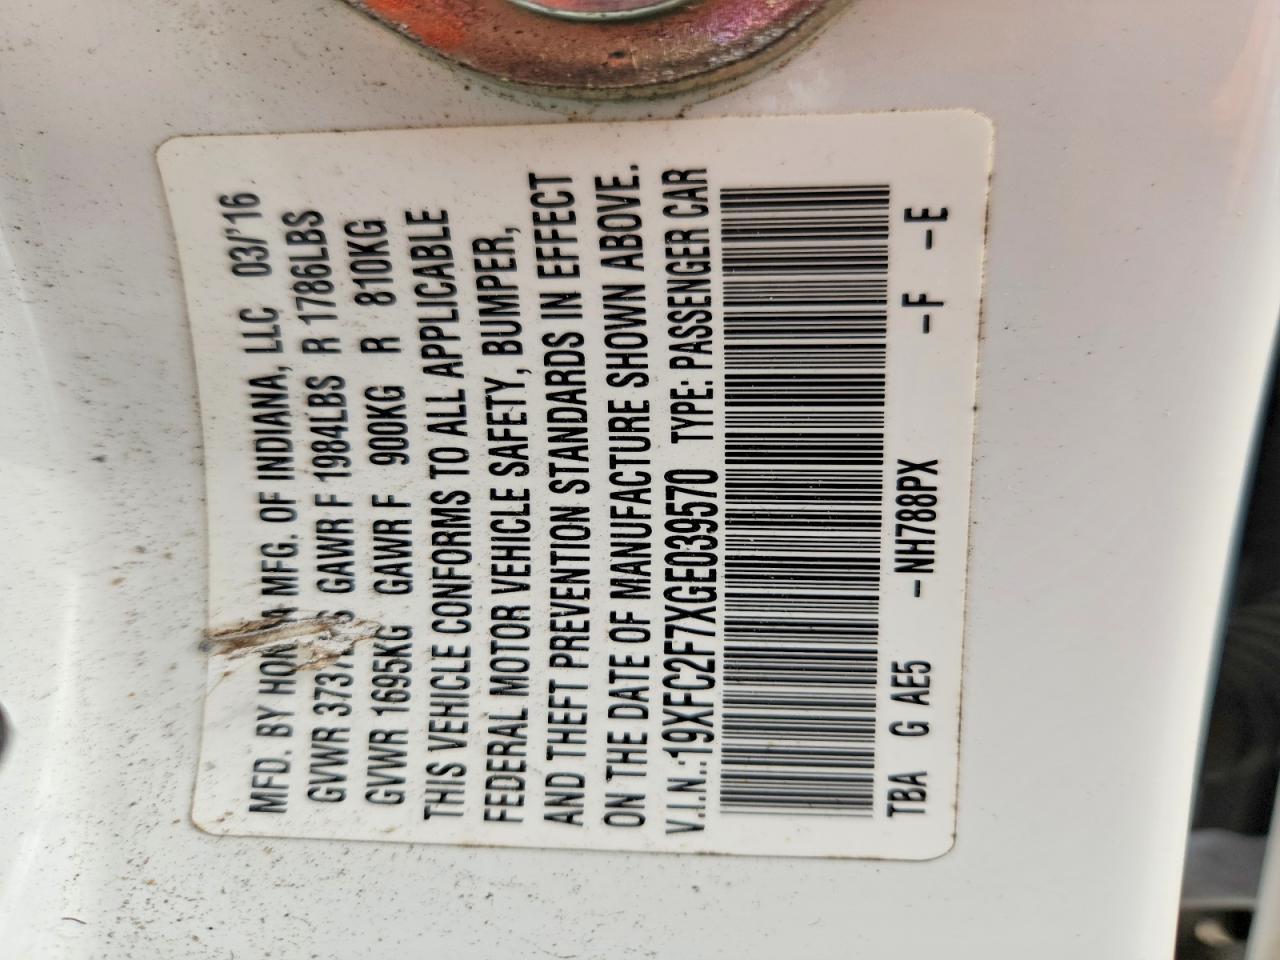 MFD. BY HONDA MFG. OF INDIANA, LLC 03/'16
GVWR 3737LBS GAWR F 1984LBS R 1786LBS
GVWR 1695KG GAWR F 900KG R 810KG
THIS VEHICLE CONFORMS TO ALL APPLICABLE
FEDERAL MOTOR VEHICLE SAFETY, BUMPER,
AND THEFT PREVENTION STANDARDS IN EFFECT
ON THE DATE OF MANUFACTURE SHOWN ABOVE.
V.I.N.:19XFC2F7XGE039570 TYPE: PASSENGER CAR
TBA G AE5 –NH788PX –F –E